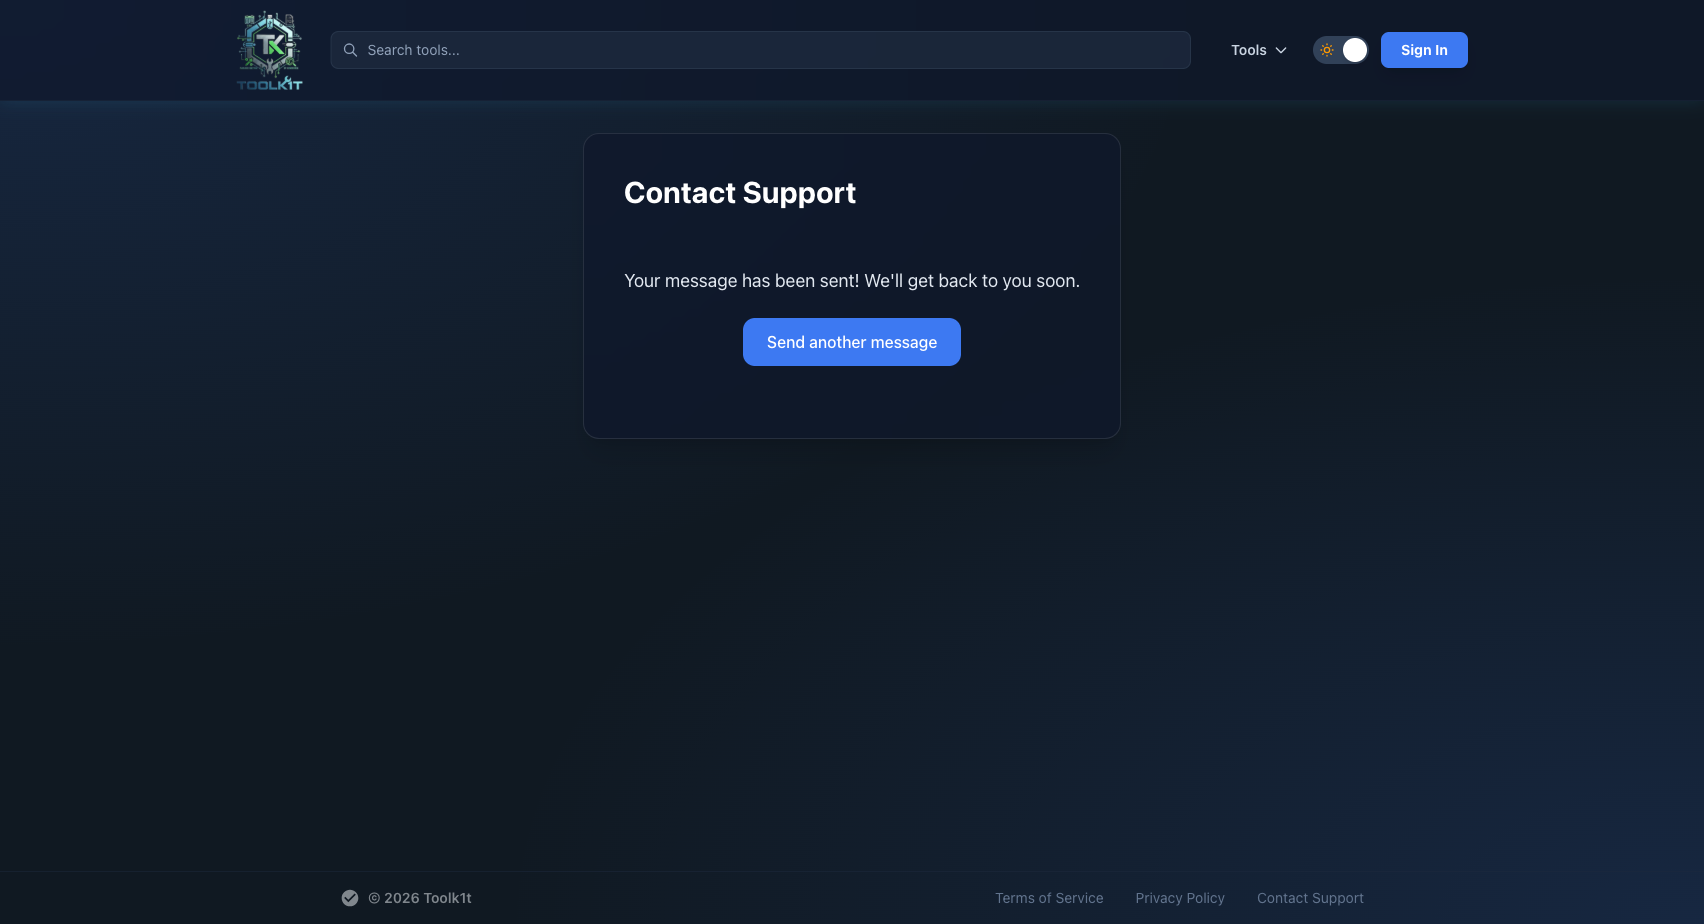 TK
TOOLK1T
Search tools...
Tools
Sign In
Contact Support
Your message has been sent! We'll get back to you soon.
Send another message
© 2026 Toolk1t
Terms of Service
Privacy Policy
Contact Support